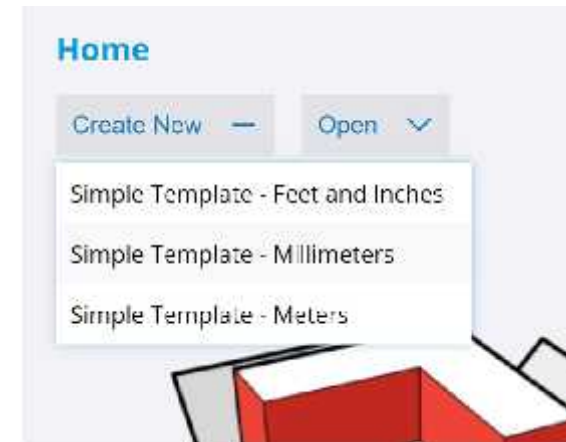 Home
Create New
Open
Simple Template - Feet and Inches
Simple Template - Millimeters
Simple Template - Meters